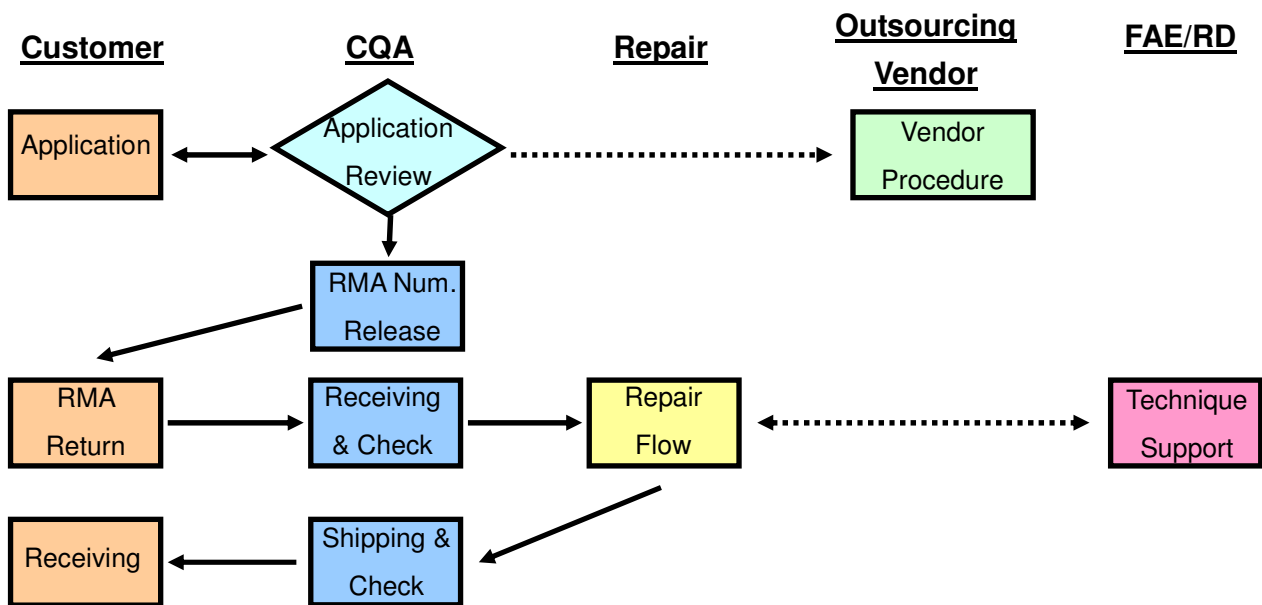 Customer
CQA
Repair
Outsourcing
Vendor
FAE/RD
Application
Application
Review
Vendor
Procedure
RMA Num.
Release
RMA
Return
Receiving
& Check
Repair
Flow
Technique
Support
Receiving
Shipping &
Check